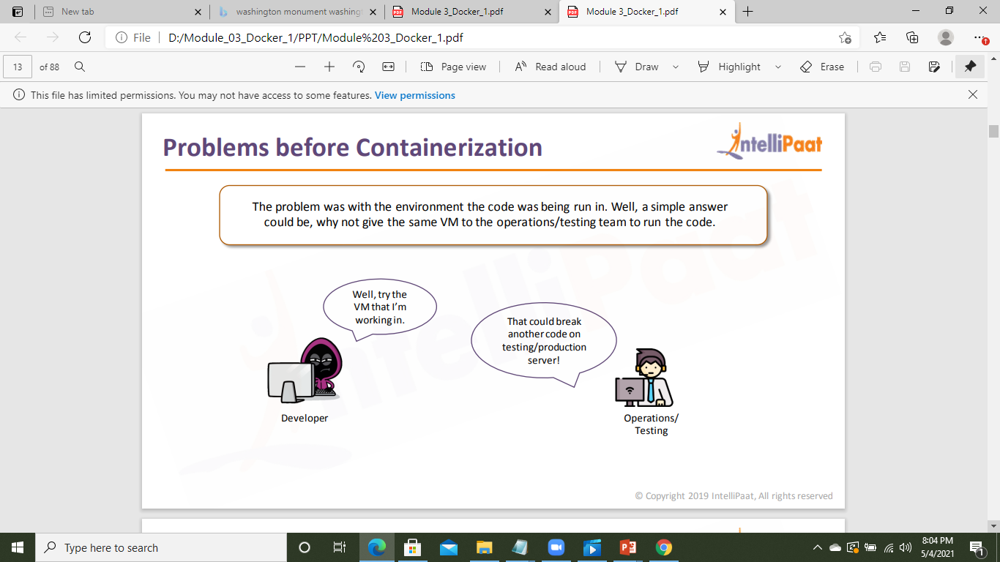 New tab
washington monument washingt
Module 3_Docker_1.pdf
Module 3_Docker_1.pdf
File
D:/Module_03_Docker_1/PPT/Module%203_Docker_1.pdf
13 of 88
Page view
Read aloud
Draw
Highlight
Erase
This file has limited permissions. You may not have access to some features. View permissions
Problems before Containerization
IntelliPaat
The problem was with the environment the code was being run in. Well, a simple answer
could be, why not give the same VM to the operations/testing team to run the code.
Well, try the
VM that I'm
working in.
That could break
another code on
testing/production
server!
Developer
Operations/
Testing
IntelliPaat
© Copyright 2019 IntelliPaat, All rights reserved
Type here to search
8:04 PM
5/4/2021
1